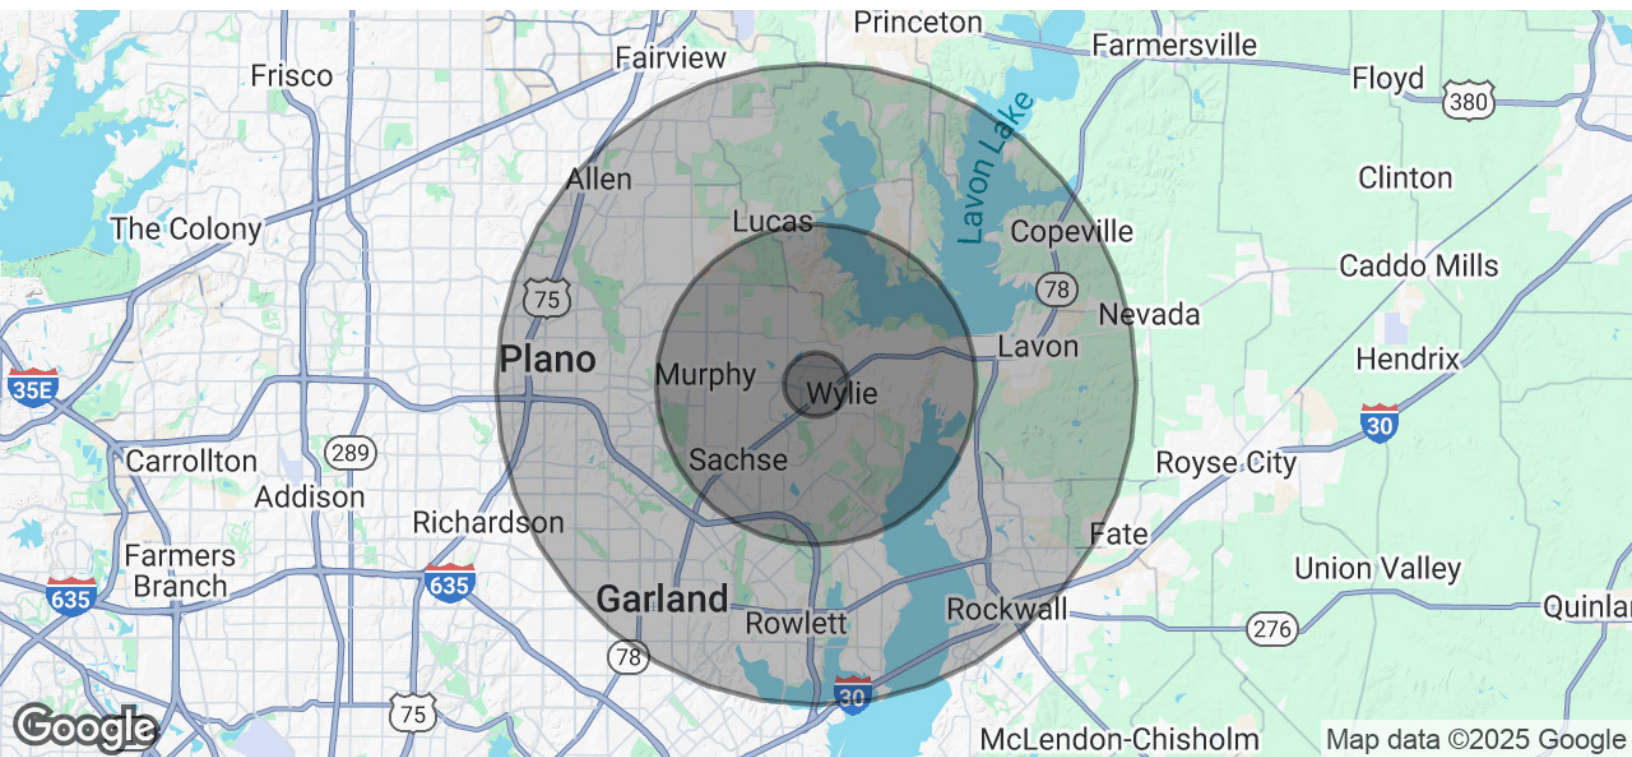 Princeton
Fairview
Farmersville
Frisco
Floyd
380
Lavon Lake
Allen
Clinton
Lucas
The Colony
Copeville
Caddo Mills
75
78
Nevada
Plano
Lavon
Hendrix
Murphy
35E
Wylie
30
289
Carrollton
Sachse
Royse City
Addison
Richardson
Fate
Farmers
Branch
Union Valley
635
635
Garland
Rockwall
Quinlan
Rowlett
276
78
30
75
Google
McLendon-Chisholm
Map data ©2025 Google